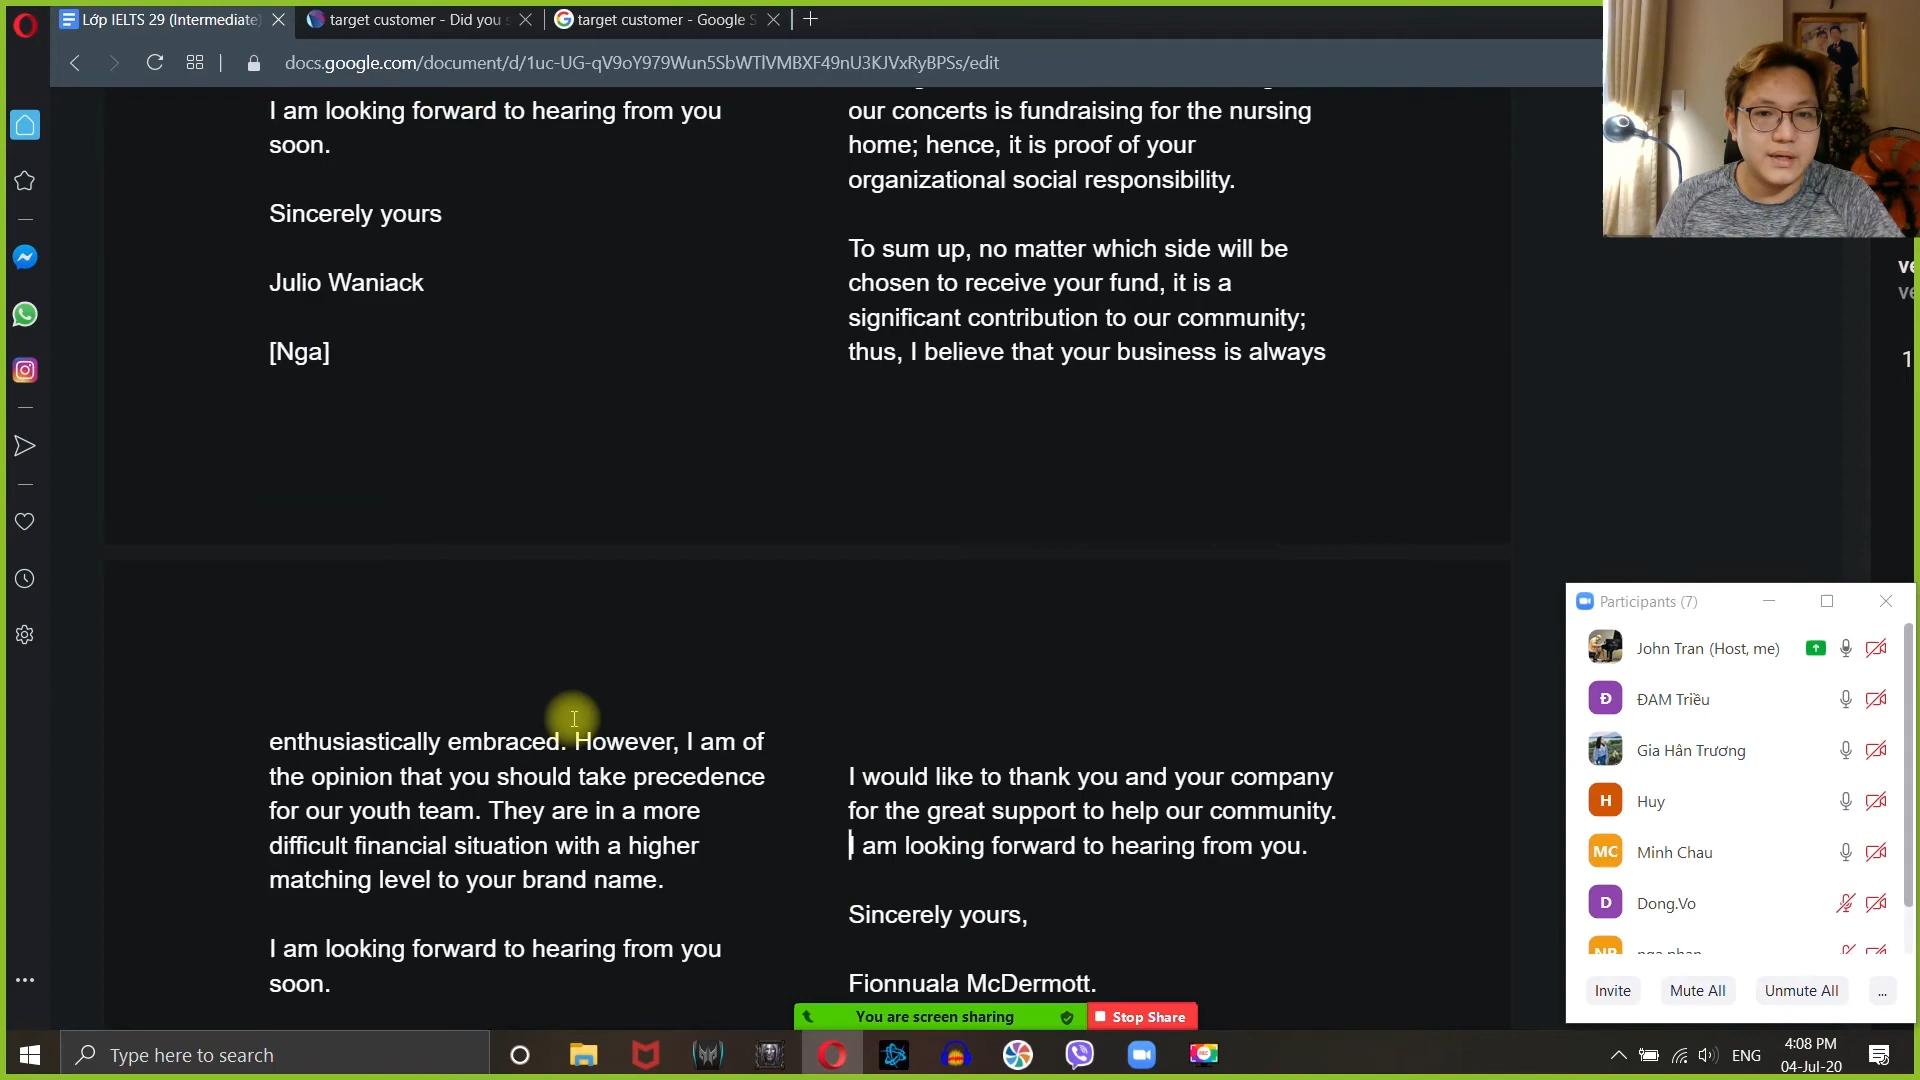 Lớp IELTS 29 (Intermediate)
target customer - Did you
target customer - Google S
docs.google.com/document/d/1uc-UG-qV9oY979Wun5SbWTlVMBXF49nU3KJVxRyBPSs/edit
I am looking forward to hearing from you
soon.
Sincerely yours
Julio Waniack
[Nga]
our concerts is fundraising for the nursing
home; hence, it is proof of your
organizational social responsibility.
To sum up, no matter which side will be
chosen to receive your fund, it is a
significant contribution to our community;
thus, I believe that your business is always
enthusiastically embraced. However, I am of
the opinion that you should take precedence
for our youth team. They are in a more
difficult financial situation with a higher
matching level to your brand name.
I am looking forward to hearing from you
soon.
I would like to thank you and your company
for the great support to help our community.
I am looking forward to hearing from you.
Sincerely yours,
Fionnuala McDermott.
ve
ve
1
Participants (7)
John Tran (Host, me)
Đ ĐAM Triều
Gia Hân Trương
H Huy
MC Minh Chau
D Dong.Vo
Invite Mute All Unmute All ...
You are screen sharing Stop Share
Type here to search
ENG
4:08 PM
04-Jul-20